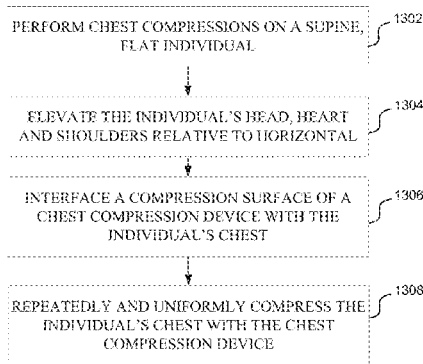 PERFORM CHEST COMPRESSIONS ON A SUPINE,
FLAT INDIVIDUAL
1302
ELEVATE THE INDIVIDUAL'S HEAD, HEART
AND SHOULDERS RELATIVE TO HORIZONTAL
1304
INTERFACE A COMPRESSION SURFACE OF A
CHEST COMPRESSION DEVICE WITH THE
INDIVIDUAL'S CHEST
1306
REPEATEDLY AND UNIFORMLY COMPRESS THE
INDIVIDUAL'S CHEST WITH THE CHEST
COMPRESSION DEVICE
1308